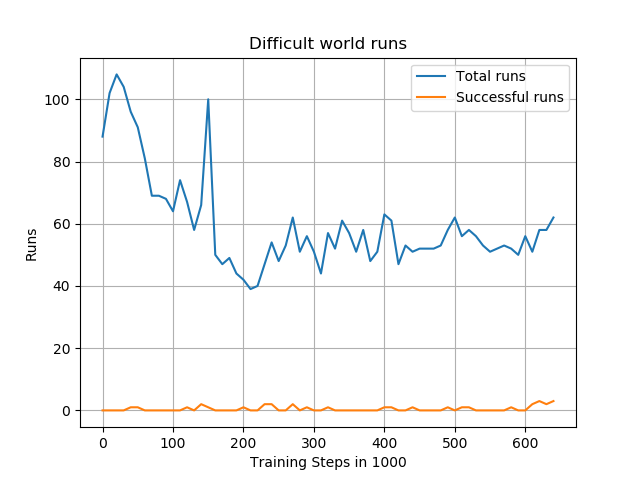 Difficult world runs
Total runs
Successful runs
Runs
100
80
60
40
20
0
0 100 200 300 400 500 600
Training Steps in 1000